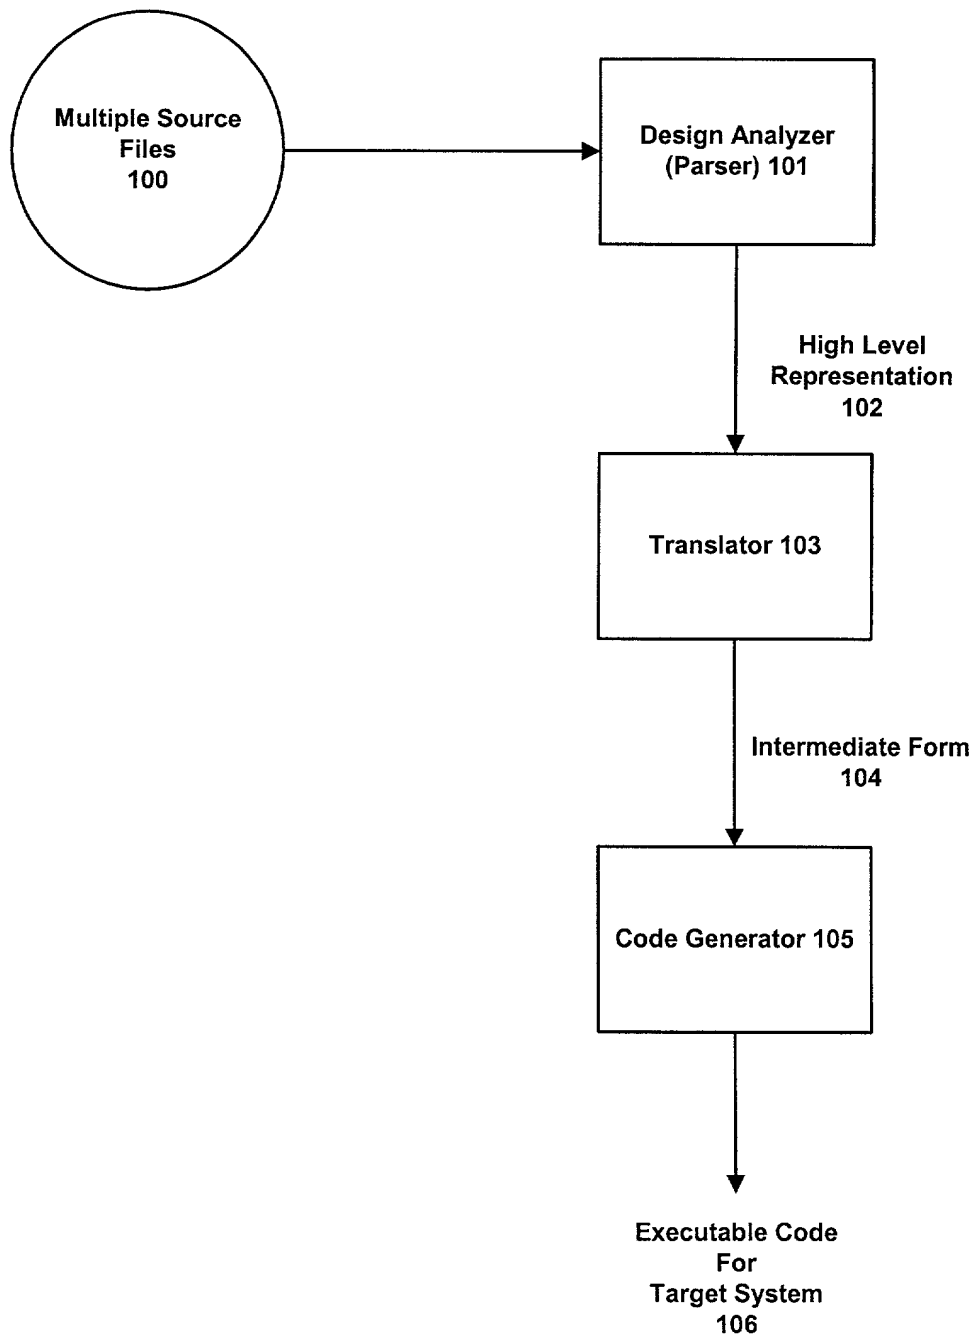 Multiple Source
Files
100
Design Analyzer
(Parser) 101
High Level
Representation
102
Translator 103
Intermediate Form
104
Code Generator 105
Executable Code
For
Target System
106